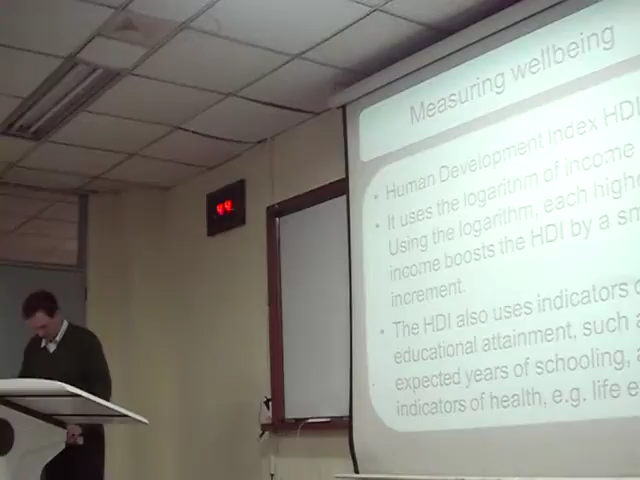 Measuring wellbeing
• Human Development Index HDI
• It uses the logarithm of income
Using the logarithm, each high
income boosts the HDI by a sm
increment.
• The HDI also uses indicators
educational attainment, such a
expected years of schooling,
indicators of health, e.g. life e